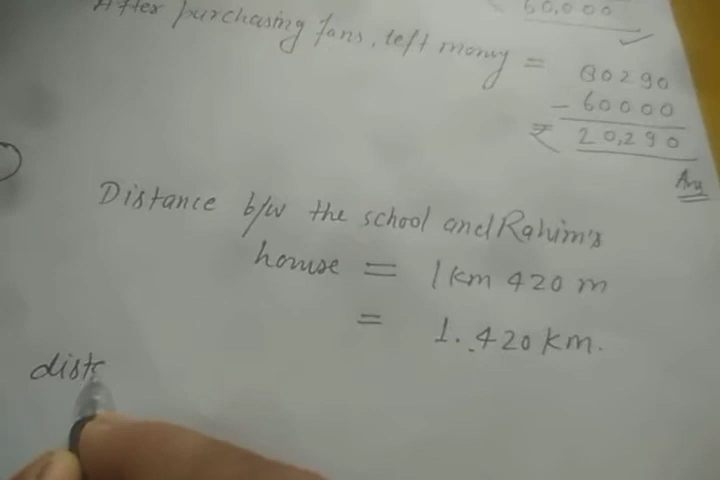 60,000
After purchasing fans, left money = 80290
- 60000
₹ 20,290
Ans
Distance b/w the school and Rahim's
house = 1 km 420 m
= 1.420 km.
dist